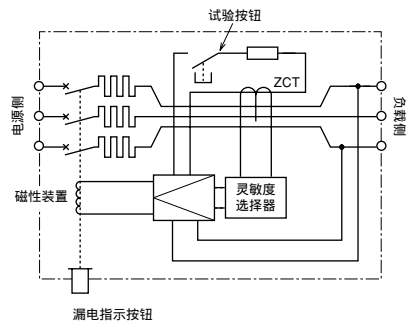 试验按钮
ZCT
电源侧
负载侧
磁性装置
灵敏度
选择器
漏电指示按钮